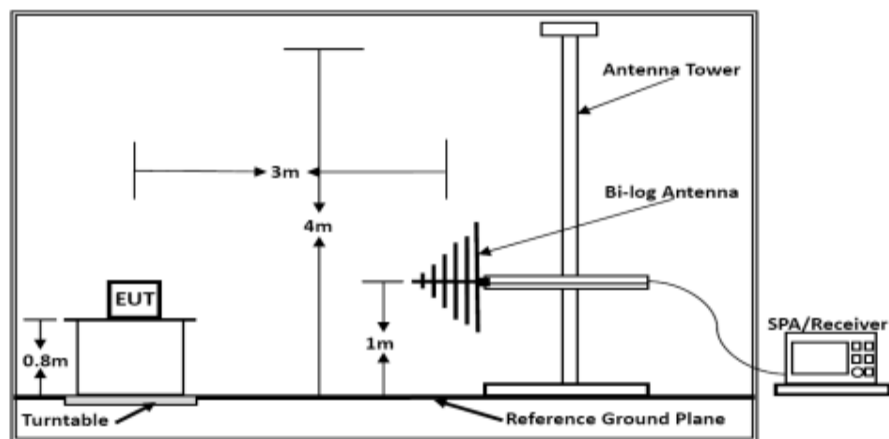 Antenna Tower
3m
Bi-log Antenna
4m
EUT
SPA/Receiver
1m
0.8m
Turntable
Reference Ground Plane